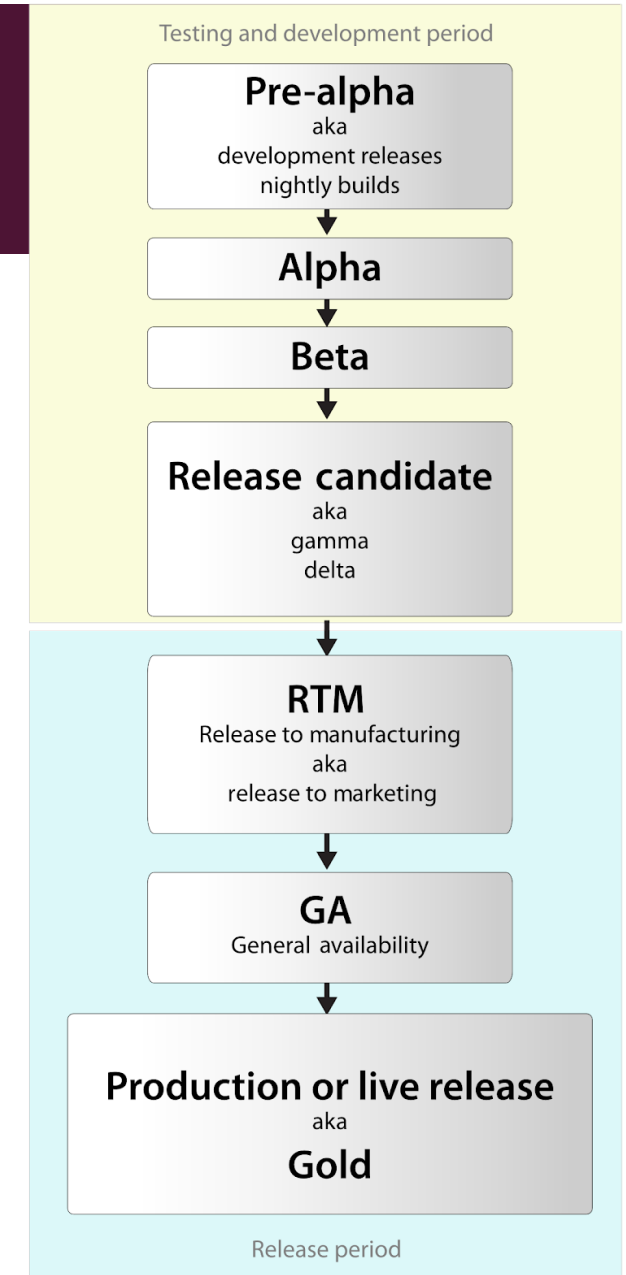 Testing and development period
Pre-alpha
aka
development releases
nightly builds
Alpha
Beta
Release candidate
aka
gamma
delta
RTM
Release to manufacturing
aka
release to marketing
GA
General availability
Production or live release
aka
Gold
Release period